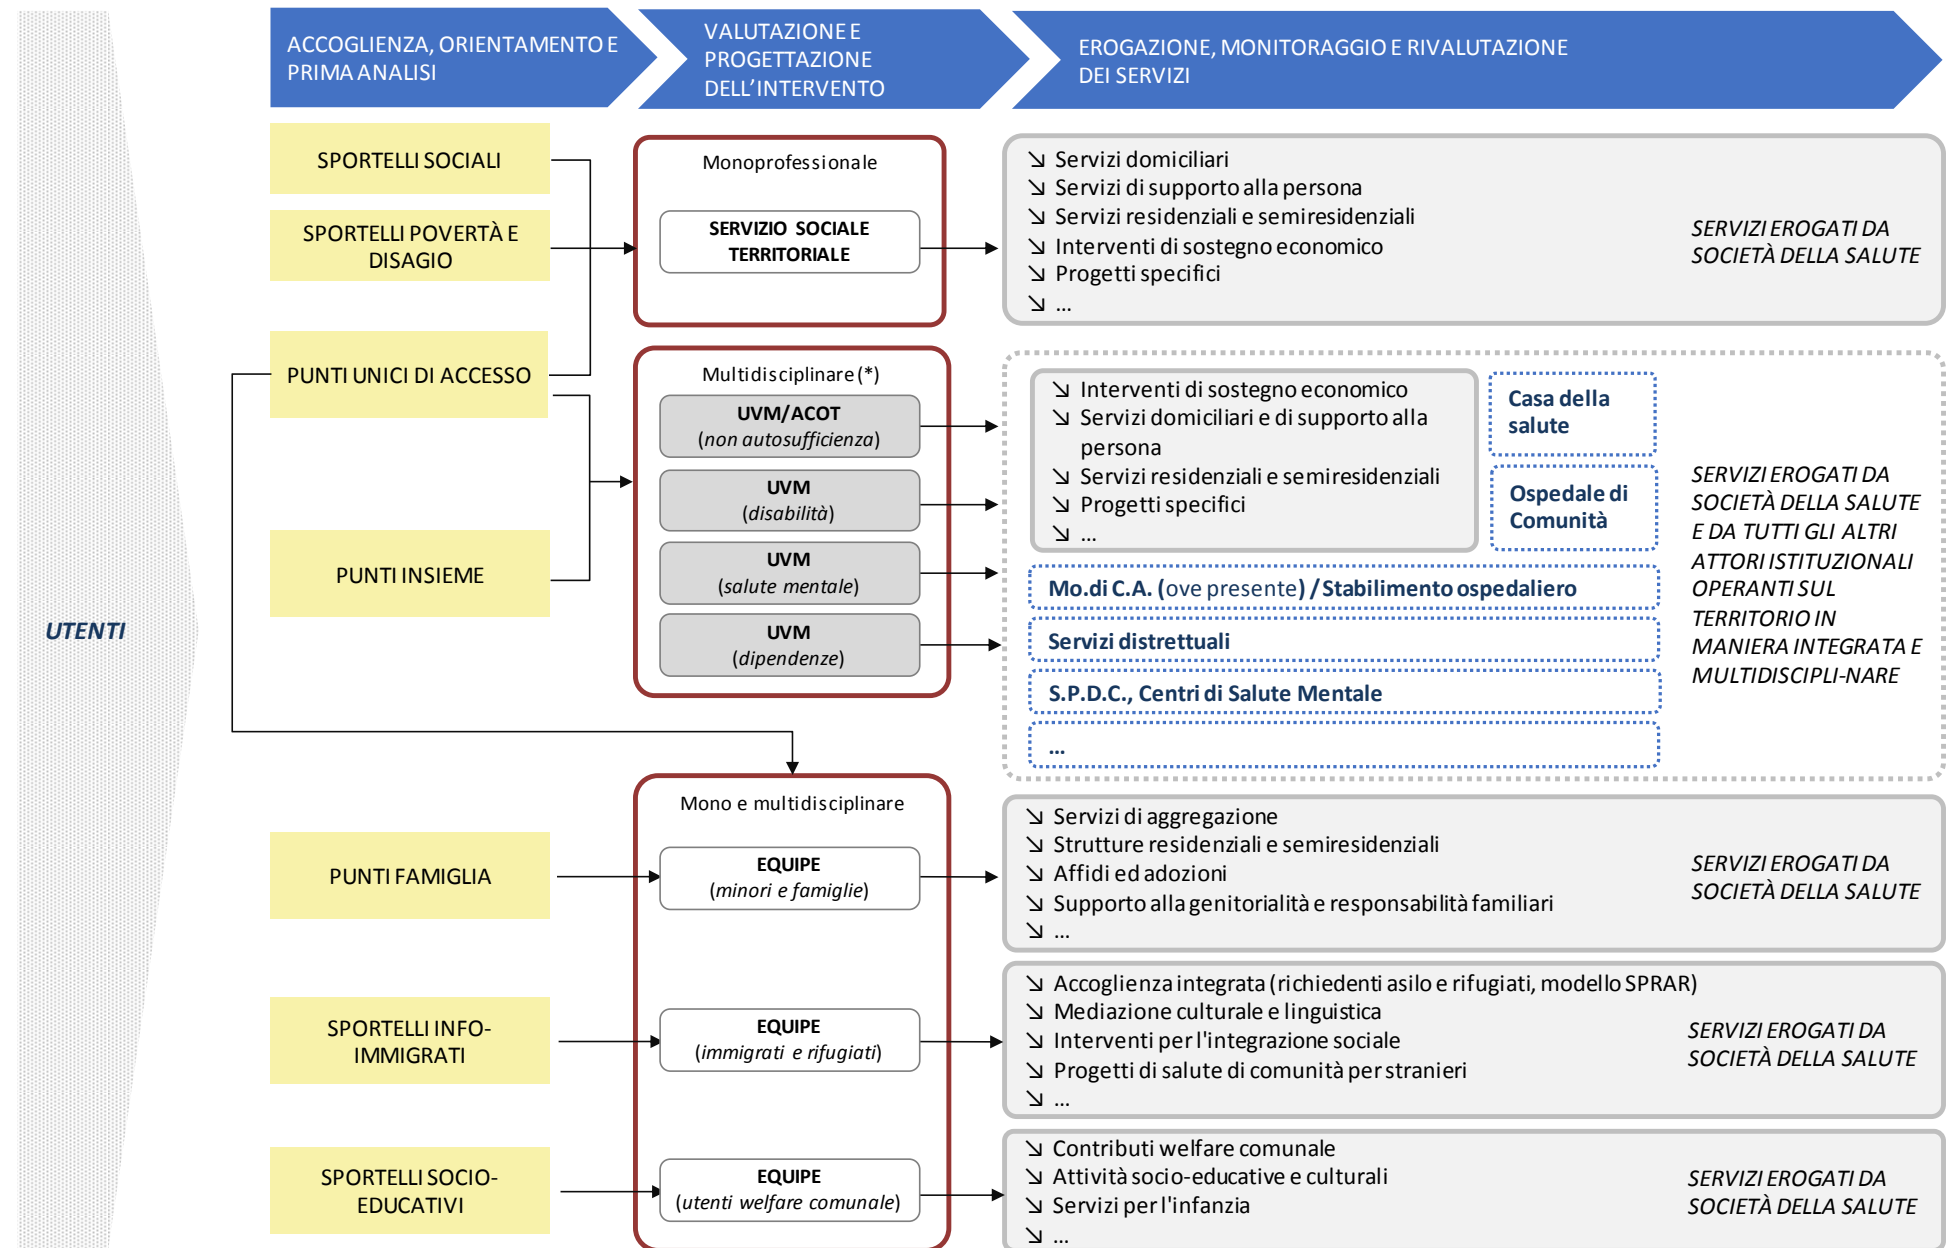 ACCOGLIENZA, ORIENTAMENTO E
PRIMA ANALISI
VALUTAZIONE E
PROGETTAZIONE
DELL'INTERVENTO
EROGAZIONE, MONITORAGGIO E RIVALUTAZIONE
DEI SERVIZI
UTENTI
SPORTELLI SOCIALI
SPORTELLI POVERTÀ E
DISAGIO
PUNTI UNICI DI ACCESSO
PUNTI INSIEME
PUNTI FAMIGLIA
SPORTELLI INFO-
IMMIGRATI
SPORTELLI SOCIO-
EDUCATIVI
Monoprofessionale
SERVIZIO SOCIALE
TERRITORIALE
Multidisciplinare (*)
UVM/ACOT
(non autosufficienza)
UVM
(disabilità)
UVM
(salute mentale)
UVM
(dipendenze)
Mono e multidisciplinare
EQUIPE
(minori e famiglie)
EQUIPE
(immigrati e rifugiati)
EQUIPE
(utenti welfare comunale)
↘ Servizi domiciliari
↘ Servizi di supporto alla persona
↘ Servizi residenziali e semiresidenziali
↘ Interventi di sostegno economico
↘ Progetti specifici
↘ ...
SERVIZI EROGATI DA
SOCIETÀ DELLA SALUTE
↘ Interventi di sostegno economico
↘ Servizi domiciliari e di supporto alla
persona
↘ Servizi residenziali e semiresidenziali
↘ Progetti specifici
↘ ...
Casa della
salute
Ospedale di
Comunità
Mo.di C.A. (ove presente) / Stabilimento ospedaliero
Servizi distrettuali
S.P.D.C., Centri di Salute Mentale
...
SERVIZI EROGATI DA
SOCIETÀ DELLA SALUTE
E DA TUTTI GLI ALTRI
ATTORI ISTITUZIONALI
OPERANTI SUL
TERRITORIO IN
MANIERA INTEGRATA E
MULTIDISCIPLI-NARE
↘ Servizi di aggregazione
↘ Strutture residenziali e semiresidenziali
↘ Affidi ed adozioni
↘ Supporto alla genitorialità e responsabilità familiari
↘ ...
SERVIZI EROGATI DA
SOCIETÀ DELLA SALUTE
↘ Accoglienza integrata (richiedenti asilo e rifugiati, modello SPRAR)
↘ Mediazione culturale e linguistica
↘ Interventi per l'integrazione sociale
↘ Progetti di salute di comunità per stranieri
↘ ...
SERVIZI EROGATI DA
SOCIETÀ DELLA SALUTE
↘ Contributi welfare comunale
↘ Attività socio-educative e culturali
↘ Servizi per l'infanzia
↘ ...
SERVIZI EROGATI DA
SOCIETÀ DELLA SALUTE